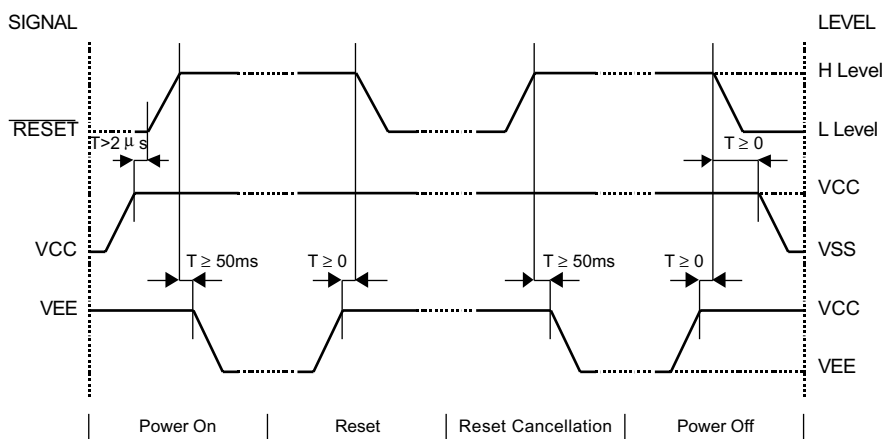 SIGNAL LEVEL
H Level
RESET L Level
T>2 μ s T ≥ 0
VCC
VCC VSS
T ≥ 50ms T ≥ 0 T ≥ 50ms T ≥ 0
VEE VCC
VEE
Power On Reset Reset Cancellation Power Off